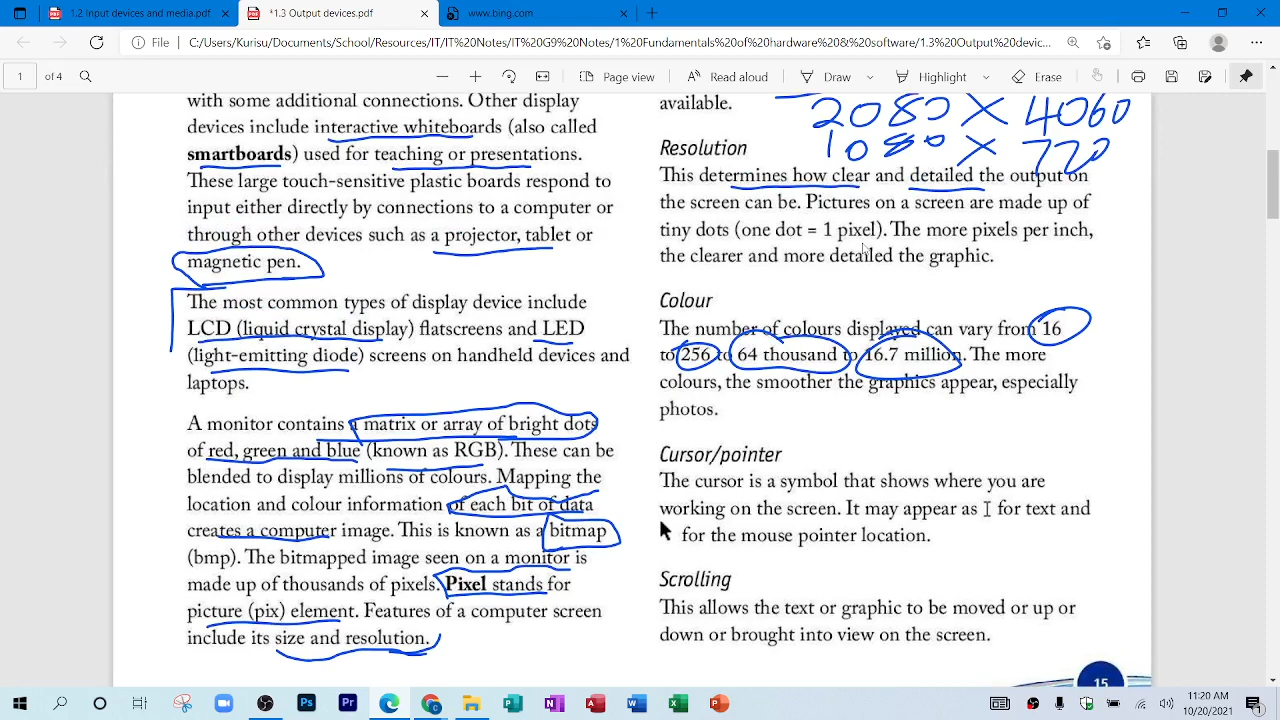 1.2 Input devices and media.pdf
*1.3 Output devices.pdf
www.bing.com
File
C:/Users/Kurisu/Documents/School/Resources/IT/IT%20Notes/IT%20G9%20Notes/1%20Fundamentals%20of%20hardware%20&%20software/1.3%20Output%20devic...
1 of 4
Page view
Read aloud
Draw
Highlight
Erase
with some additional connections. Other display
devices include interactive whiteboards (also called
smartboards) used for teaching or presentations.
These large touch-sensitive plastic boards respond to
input either directly by connections to a computer or
through other devices such as a projector, tablet or
magnetic pen.
The most common types of display device include
LCD (liquid crystal display) flatscreens and LED
(light-emitting diode) screens on handheld devices and
laptops.
A monitor contains a matrix or array of bright dots
of red, green and blue (known as RGB). These can be
blended to display millions of colours. Mapping the
location and colour information of each bit of data
creates a computer image. This is known as a bitmap
(bmp). The bitmapped image seen on a monitor is
made up of thousands of pixels. Pixel stands for
picture (pix) element. Features of a computer screen
include its size and resolution.
available.
2080 X 4060
1080 X 720
Resolution
This determines how clear and detailed the output on
the screen can be. Pictures on a screen are made up of
tiny dots (one dot = 1 pixel). The more pixels per inch,
the clearer and more detailed the graphic.
Colour
The number of colours displayed can vary from 16
to 256 to 64 thousand to 16.7 million. The more
colours, the smoother the graphics appear, especially
photos.
Cursor/pointer
The cursor is a symbol that shows where you are
working on the screen. It may appear as I for text and
for the mouse pointer location.
Scrolling
This allows the text or graphic to be moved or up or
down or brought into view on the screen.
15
Ps
Pr
11:20 AM
10/20/2021